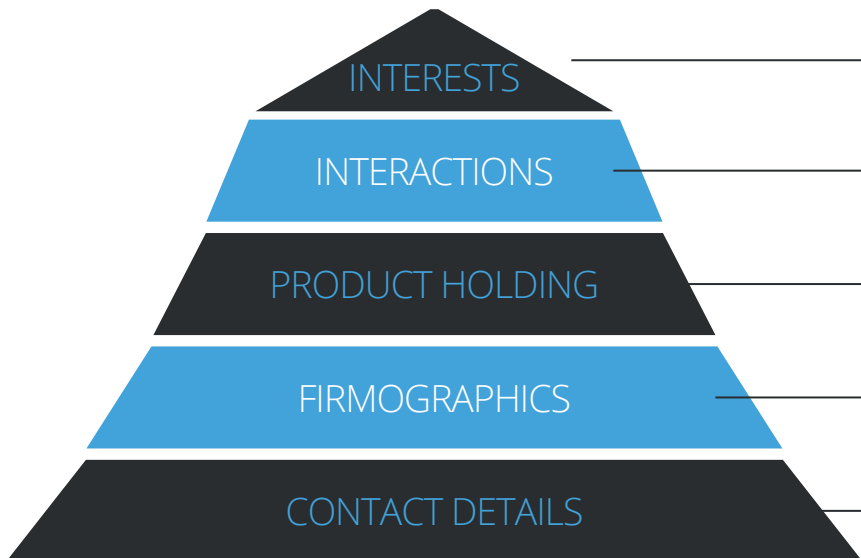 INTERESTS
INTERACTIONS
PRODUCT HOLDING
FIRMOGRAPHICS
CONTACT DETAILS